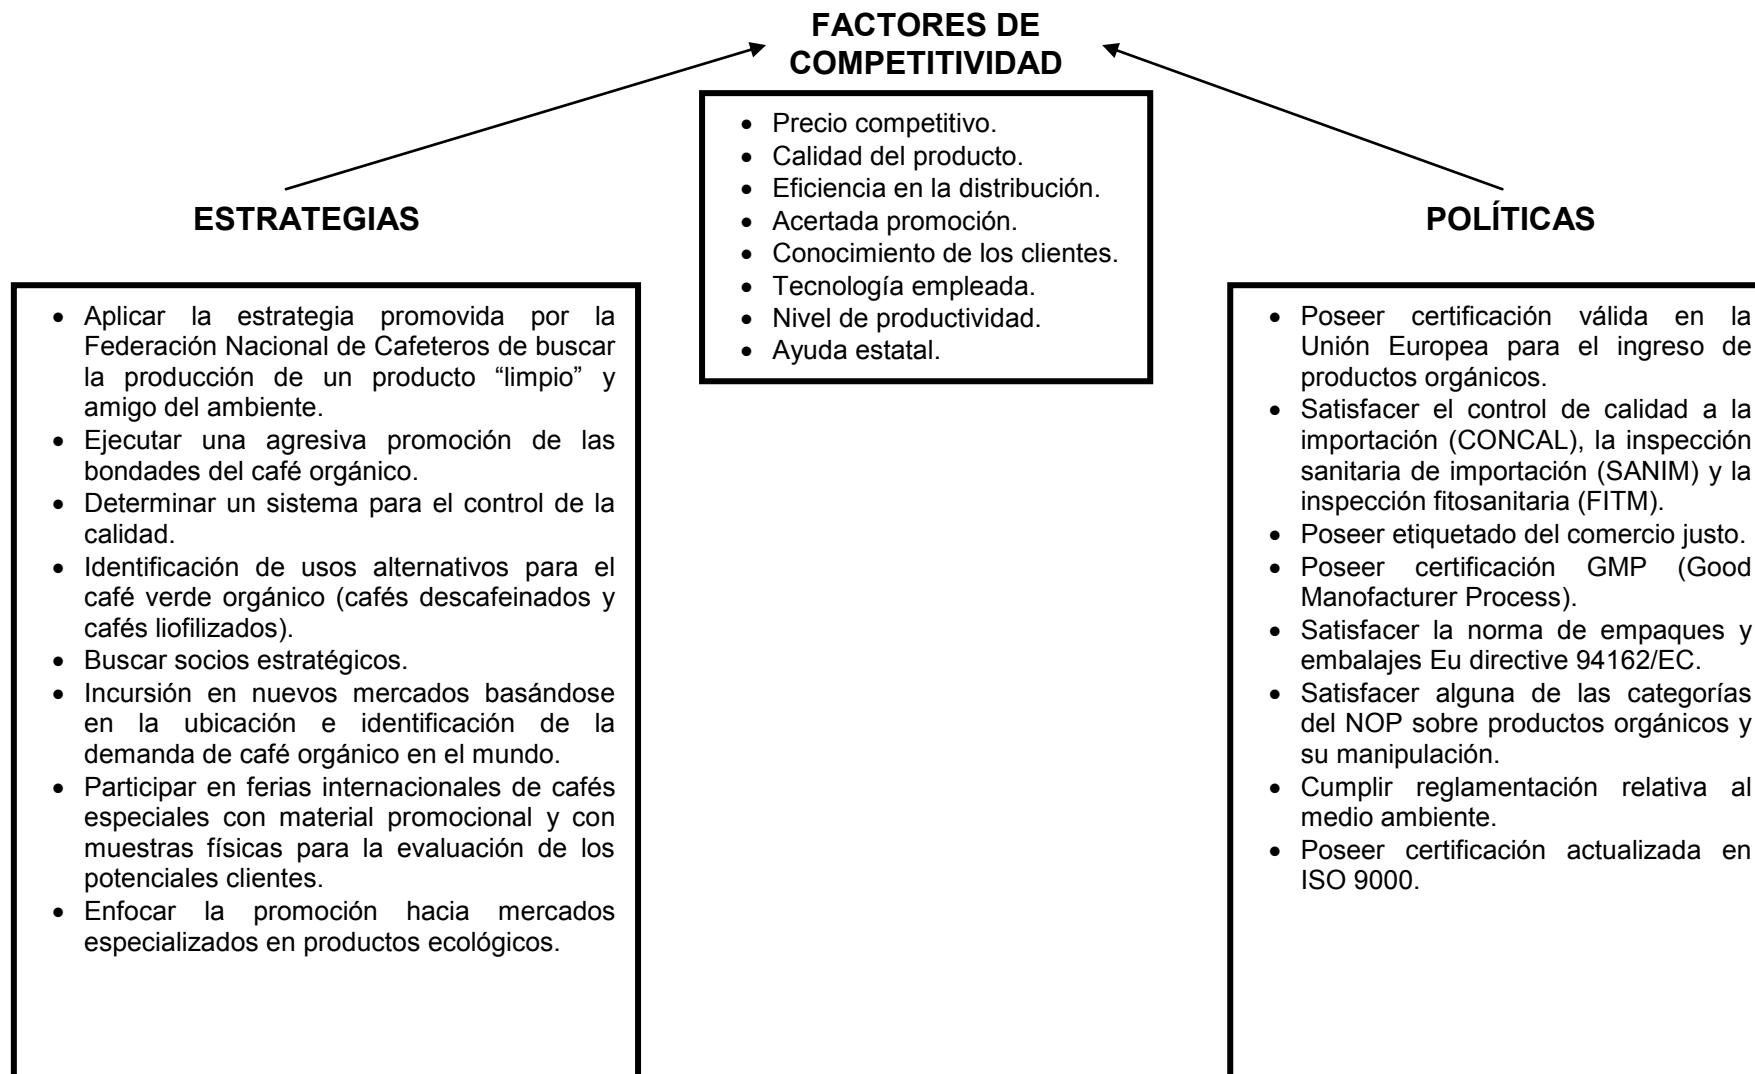 FACTORES DE
COMPETITIVIDAD
• Precio competitivo.
• Calidad del producto.
• Eficiencia en la distribución.
• Acertada promoción.
• Conocimiento de los clientes.
• Tecnología empleada.
• Nivel de productividad.
• Ayuda estatal.
ESTRATEGIAS
• Aplicar la estrategia promovida por la
Federación Nacional de Cafeteros de buscar
la producción de un producto “limpio” y
amigo del ambiente.
• Ejecutar una agresiva promoción de las
bondades del café orgánico.
• Determinar un sistema para el control de la
calidad.
• Identificación de usos alternativos para el
café verde orgánico (cafés descafeinados y
cafés liofilizados).
• Buscar socios estratégicos.
• Incursión en nuevos mercados basándose
en la ubicación e identificación de la
demanda de café orgánico en el mundo.
• Participar en ferias internacionales de cafés
especiales con material promocional y con
muestras físicas para la evaluación de los
potenciales clientes.
• Enfocar la promoción hacia mercados
especializados en productos ecológicos.
POLÍTICAS
• Poseer certificación válida en la
Unión Europea para el ingreso de
productos orgánicos.
• Satisfacer el control de calidad a la
importación (CONCAL), la inspección
sanitaria de importación (SANIM) y la
inspección fitosanitaria (FITM).
• Poseer etiquetado del comercio justo.
• Poseer certificación GMP (Good
Manofacturer Process).
• Satisfacer la norma de empaques y
embalajes Eu directive 94162/EC.
• Satisfacer alguna de las categorías
del NOP sobre productos orgánicos y
su manipulación.
• Cumplir reglamentación relativa al
medio ambiente.
• Poseer certificación actualizada en
ISO 9000.